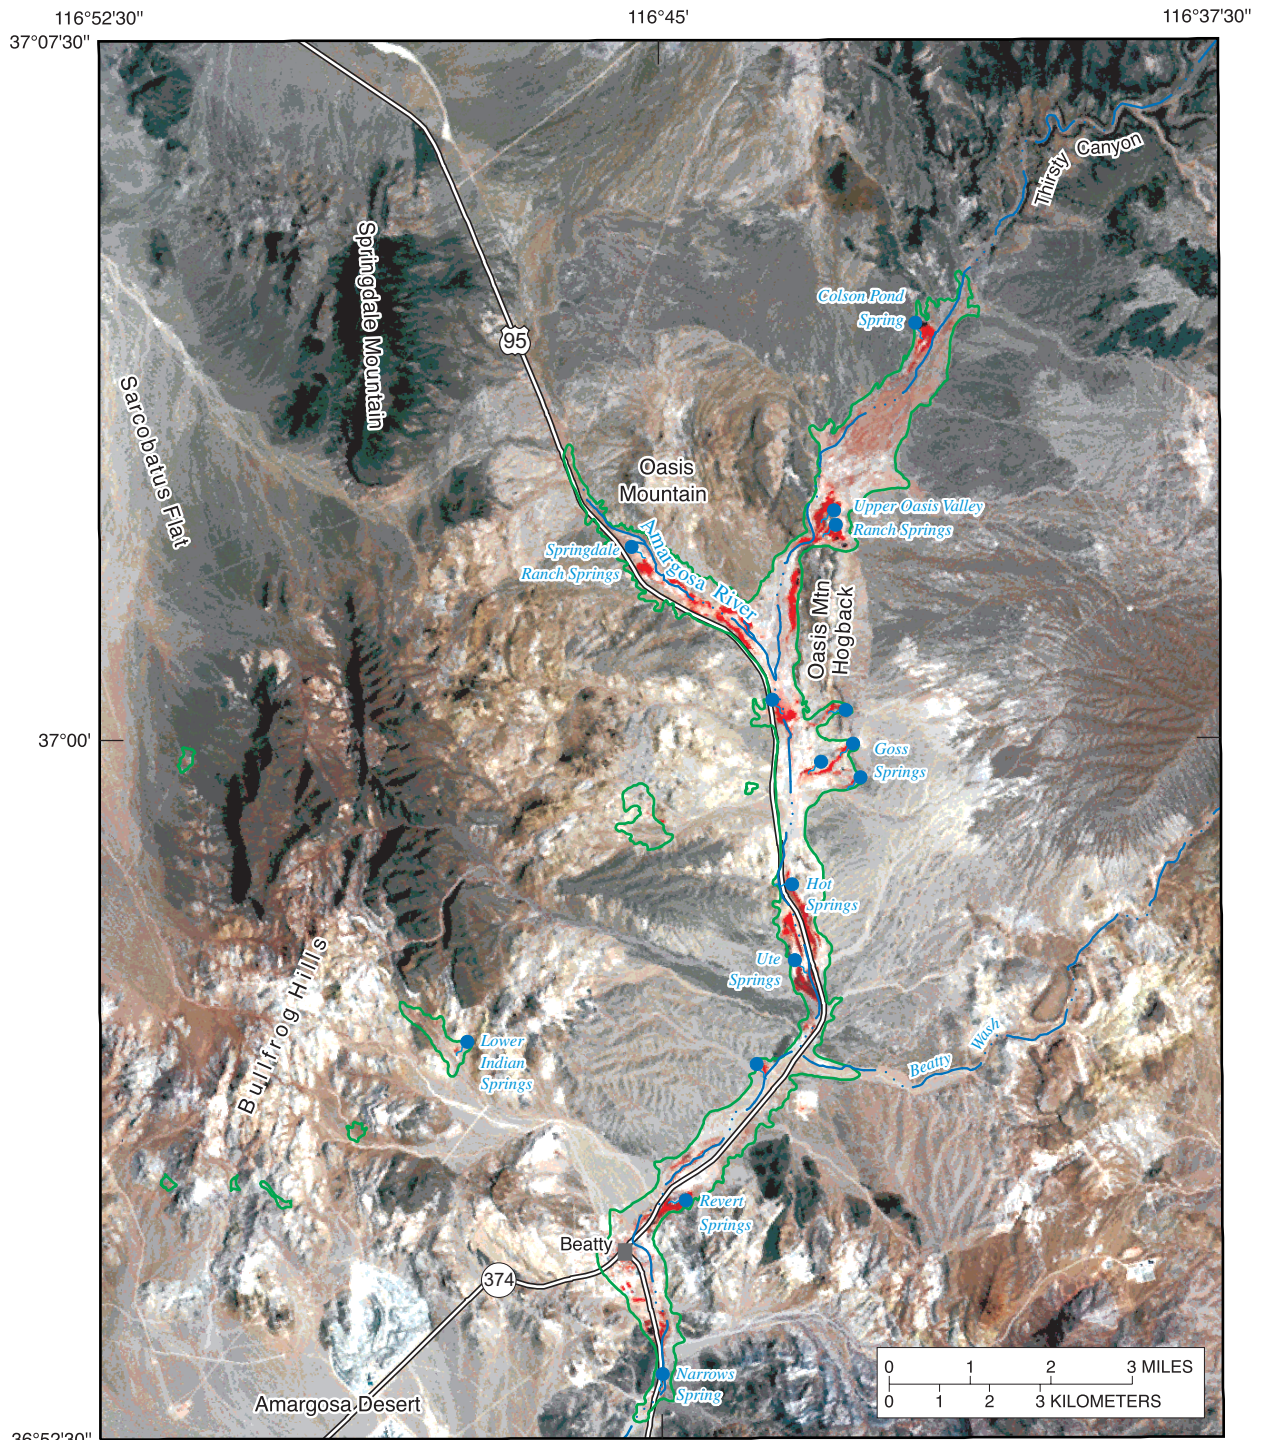 116°52'30"
116°45'
116°37'30"
37°07'30"
Thirsty Canyon
Springdale Mountain
Colson Pond
Spring
95
Sarcobatus Flat
Oasis
Mountain
Upper Oasis Valley
Ranch Springs
Amargosa River
Springdale
Ranch Springs
Oasis Mtn
Hogback
37°00'
Goss
Springs
Hot
Springs
Ute
Springs
Bullfrog Hills
Lower
Indian
Springs
Beatty Wash
Revert
Springs
Beatty
374
Narrows
Spring
Amargosa Desert
0 1 2 3 MILES
0 1 2 3 KILOMETERS
36°52'30"